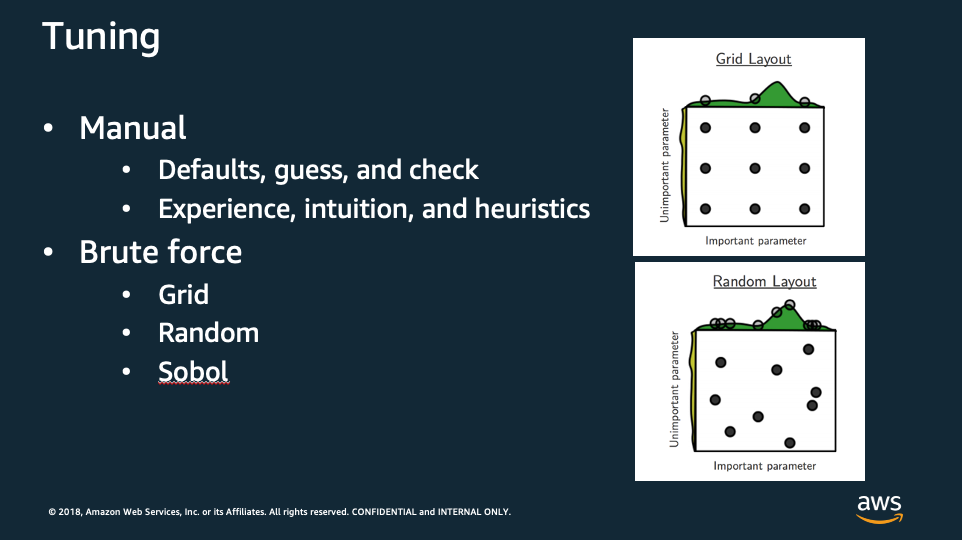 Tuning
• Manual
• Defaults, guess, and check
• Experience, intuition, and heuristics
• Brute force
• Grid
• Random
• Sobol
Grid Layout
Unimportant parameter
Important parameter
Random Layout
Unimportant parameter
Important parameter
© 2018, Amazon Web Services, Inc. or its Affiliates. All rights reserved. CONFIDENTIAL and INTERNAL ONLY.
aws